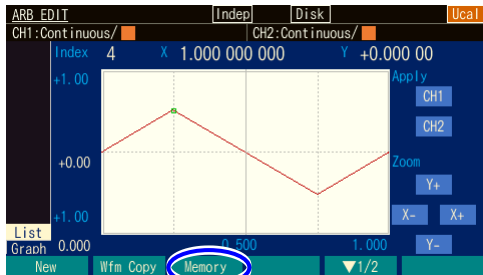 ARB EDIT Indep Disk Ucal
CH1:Continuous/ CH2:Continuous/
Index 4 X 1.000 000 000 Y +0.000 00
+1.00 Apply
CH1
CH2
+0.00 Zoom
Y+
+1.00 X- X+
List
Graph 0.000 0.500 1.000 Y-
New Wfm Copy Memory ▼1/2